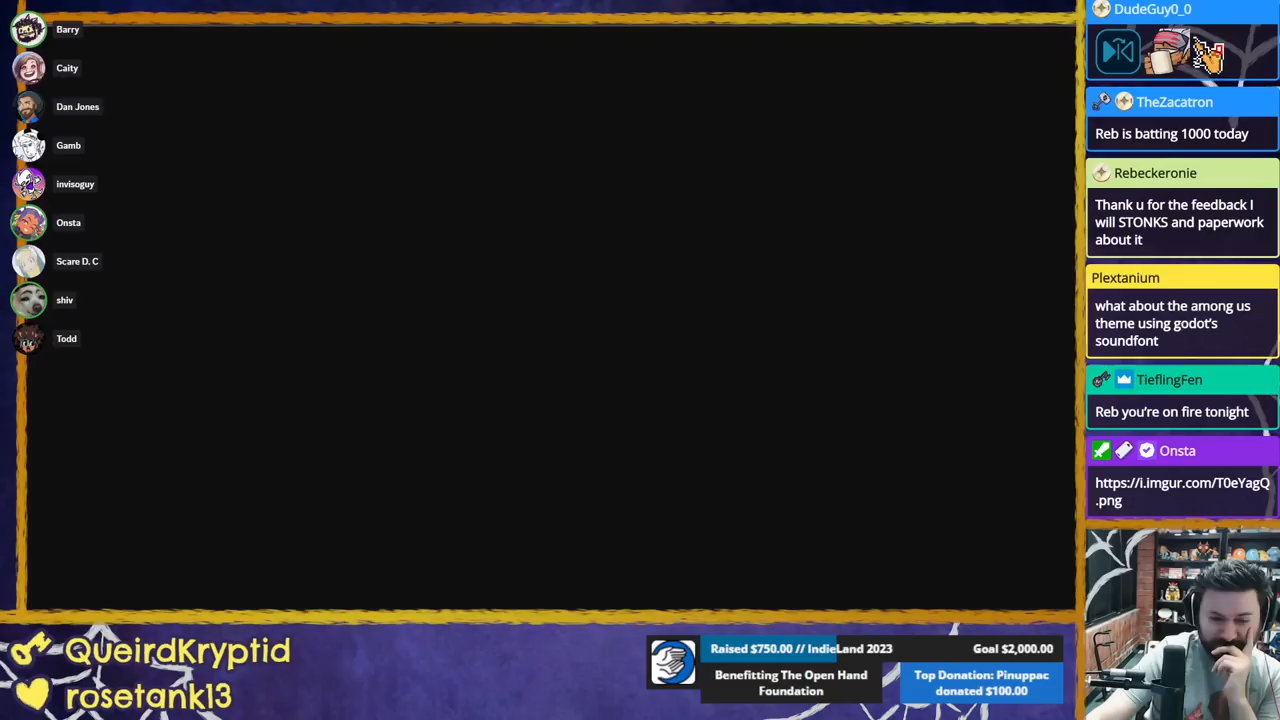 Barry
Caity
Dan Jones
Gamb
invisoguy
Onsta
Scare D. C
shiv
Todd
DudeGuy0_0
TheZacatron
Reb is batting 1000 today
Rebeckeronie
Thank u for the feedback I
will STONKS and paperwork
about it
Plextanium
what about the among us
theme using godot's
soundfont
TieflingFen
Reb you're on fire tonight
Onsta
https://i.imgur.com/T0eYagQ
.png
QueirdKryptid
rosetank13
Raised $750.00 // IndieLand 2023
Goal $2,000.00
Benefitting The Open Hand
Foundation
Top Donation: Pinuppac
donated $100.00